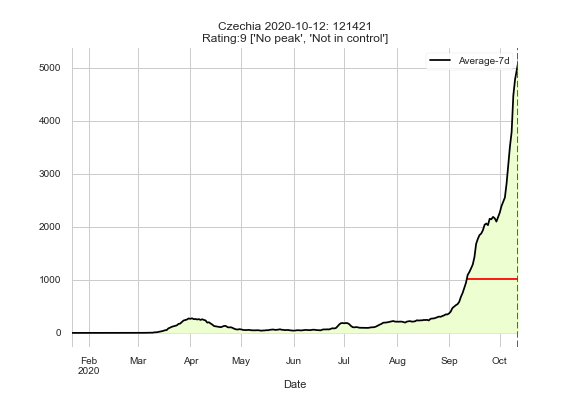 Czechia 2020-10-12: 121421
Rating:9 ['No peak', 'Not in control']
Average-7d
5000
4000
3000
2000
1000
0
Feb Mar Apr May Jun Jul Aug Sep Oct
2020
Date